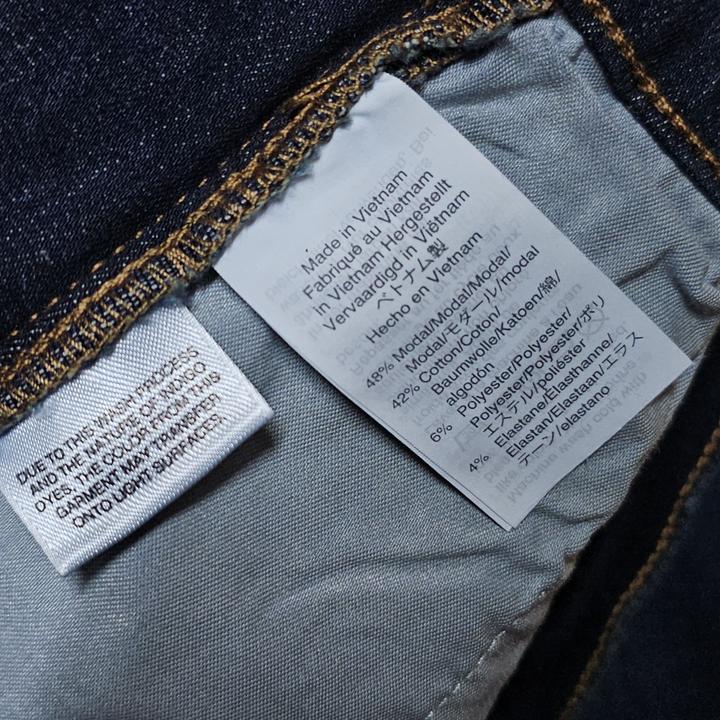 DUE TO THIS WASH PROCESS
AND THE NATURE OF INDIGO
DYES, THE COLOR FROM THIS
GARMENT MAY TRANSFER
ONTO LIGHT SURFACES.
Made in Vietnam
Fabriqué au Vietnam
In Vietnam Hergestellt
Vervaardigd in Viëtnam
ベトナム製
Hecho en Vietnam
48% Modal/Modal/Modal/
Modal/モダール/modal
42% Cotton/Coton/
Baumwolle/Katoen/綿/
algodón
6% Polyester/Polyester/
Polyester/Polyester/ポリ
エステル/poliéster
4% Elastane/Élasthanne/
Elastan/Elastaan/エラス
テーン/elastano